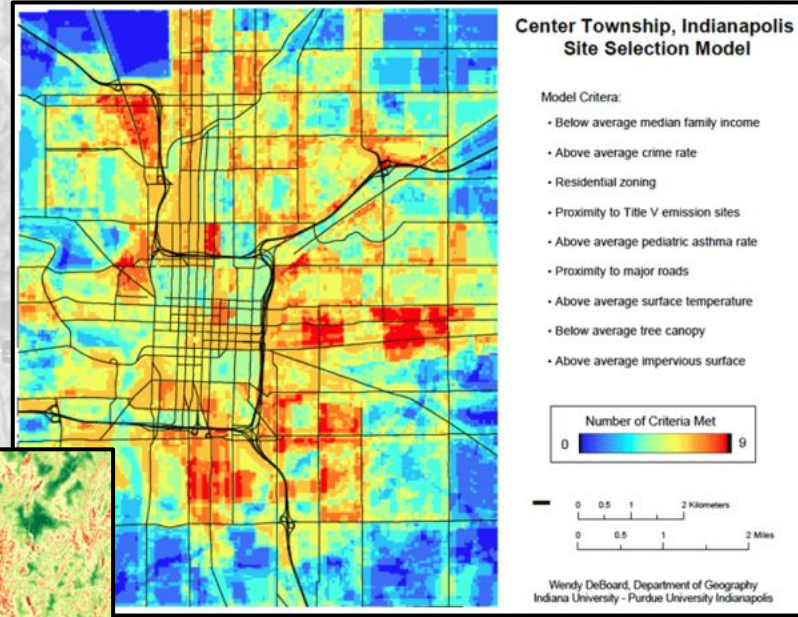 Center Township, Indianapolis
Site Selection Model
Model Critera:
• Below average median family income
• Above average crime rate
• Residential zoning
• Proximity to Title V emission sites
• Above average pediatric asthma rate
• Proximity to major roads
• Above average surface temperature
• Below average tree canopy
• Above average impervious surface
Number of Criteria Met
0 9
0 0.5 1 2 Kilometers
0 0.5 1 2 Miles
Wendy DeBoard, Department of Geography
Indiana University - Purdue University Indianapolis